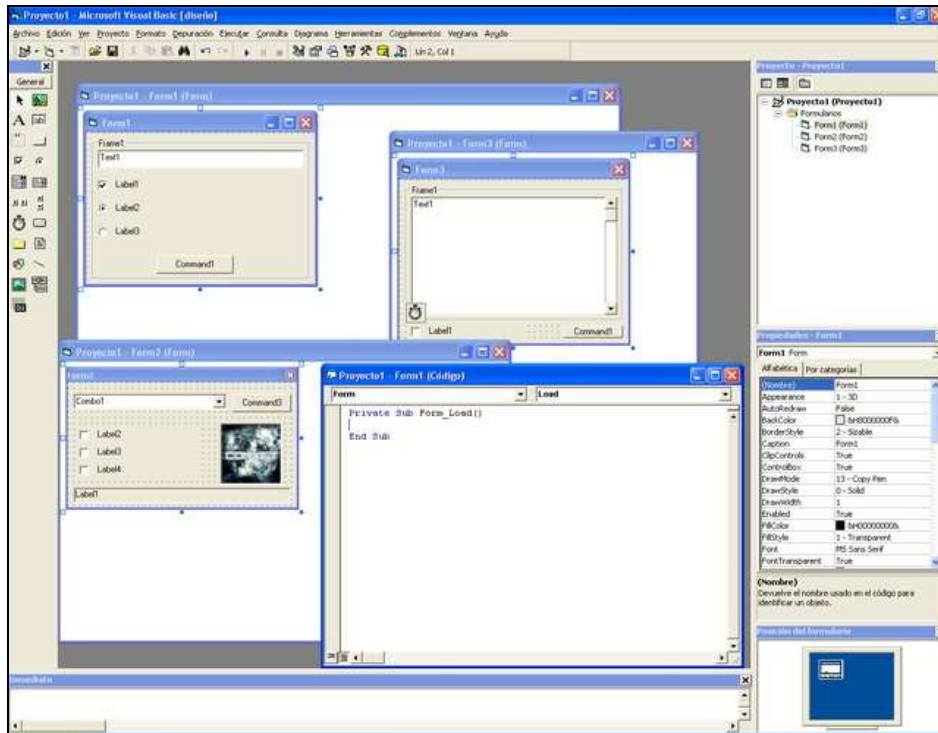 Proyecto1 - Microsoft Visual Basic [diseño]
Archivo Edición Ver Proyecto Formato Depuración Ejecutar Consulta Diagrama Herramientas Complementos Ventana Ayuda
Lín 2, Col 1
General
Proyecto1 - Form1 (Form)
Form1
Frame1
Text1
Label1
Label2
Label3
Command1
Proyecto1 - Form3 (Form)
Form3
Frame1
Text1
Label1
Command1
Proyecto1 - Form2 (Form)
Form2
Combo1
Command3
Label2
Label3
Label4
Label1
Proyecto1 - Form1 (Código)
Form
Load
Private Sub Form_Load()
End Sub
Proyecto - Proyecto1
Proyecto1 (Proyecto1)
Formularios
Form1 (Form1)
Form2 (Form2)
Form3 (Form3)
Propiedades - Form1
Form1 Form
Alfabética Por categorías
(Nombre) Form1
Appearance 1 - 3D
AutoRedraw False
BackColor &H8000000F&
BorderStyle 2 - Sizable
Caption Form1
ClipControls True
ControlBox True
DrawMode 13 - Copy Pen
DrawStyle 0 - Solid
DrawWidth 1
Enabled True
FillColor &H00000000&
FillStyle 1 - Transparent
Font MS Sans Serif
FontTransparent True
(Nombre)
Devuelve el nombre usado en el código para
identificar un objeto.
Posición del formulario
Inmediato